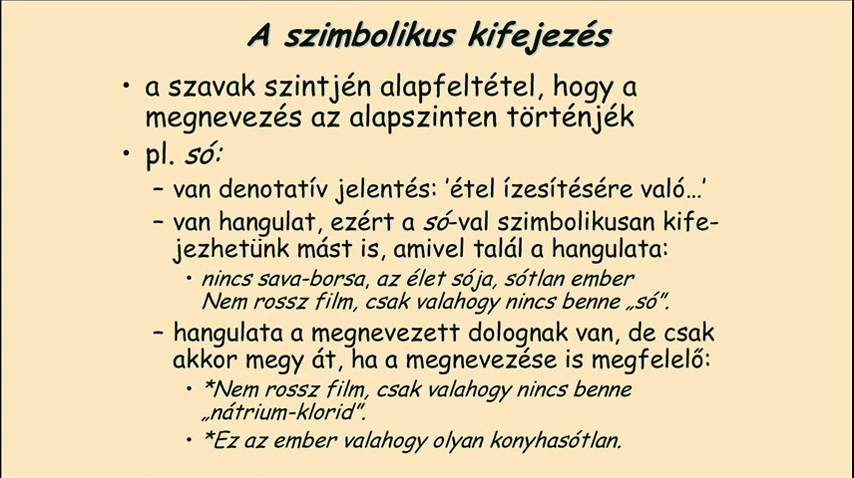 A szimbolikus kifejezés
• a szavak szintjén alapfeltétel, hogy a
megnevezés az alapszinten történjék
• pl. só:
– van denotatív jelentés: ’étel ízesítésére való…’
– van hangulat, ezért a só-val szimbolikusan kife-
jezhetünk mást is, amivel talál a hangulata:
• nincs sava-borsa, az élet sója, sótlan ember
Nem rossz film, csak valahogy nincs benne „só”.
– hangulata a megnevezett dolognak van, de csak
akkor megy át, ha a megnevezése is megfelelő:
• *Nem rossz film, csak valahogy nincs benne
„nátrium-klorid”.
• *Ez az ember valahogy olyan konyhasótlan.